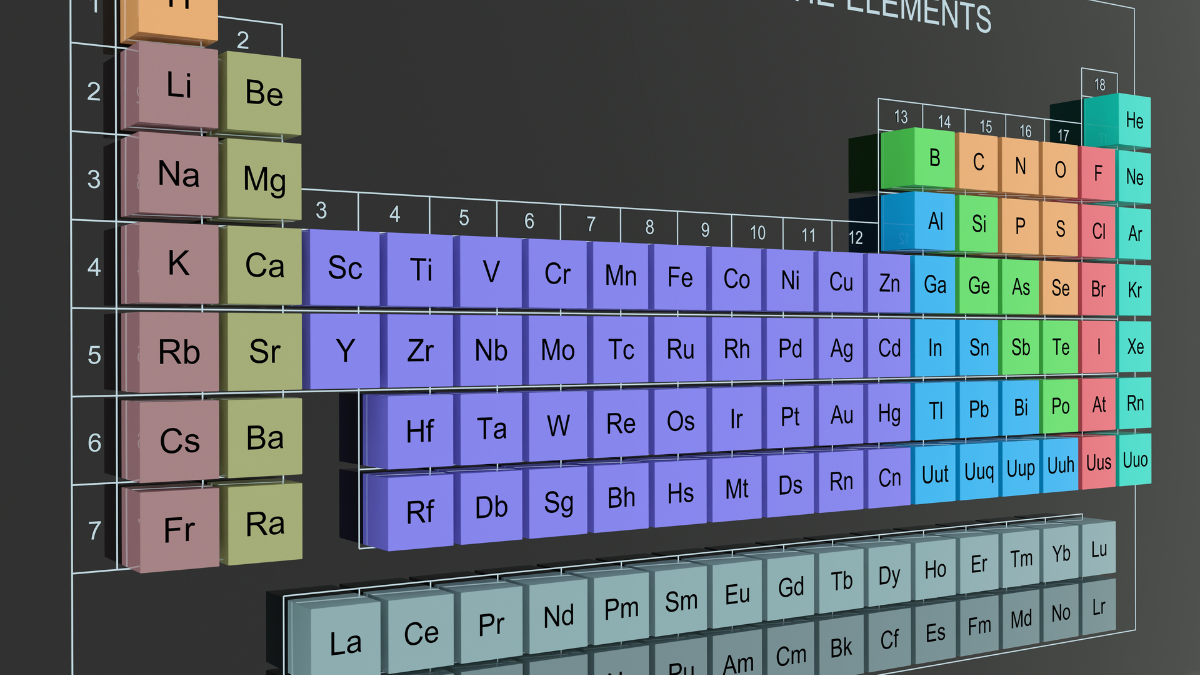 ELEMENTS
1 H
2
18
He
13 14 15 16 17
2 Li Be B C N O F Ne
3 Na Mg Al Si P S Cl Ar
3 4 5 6 7 8 9 10 11 12
4 K Ca Sc Ti V Cr Mn Fe Co Ni Cu Zn Ga Ge As Se Br Kr
5 Rb Sr Y Zr Nb Mo Tc Ru Rh Pd Ag Cd In Sn Sb Te I Xe
6 Cs Ba Hf Ta W Re Os Ir Pt Au Hg Tl Pb Bi Po At Rn
7 Fr Ra Rf Db Sg Bh Hs Mt Ds Rn Cn Uut Uuq Uup Uuh Uus Uuo
La Ce Pr Nd Pm Sm Eu Gd Tb Dy Ho Er Tm Yb Lu
Pu Am Cm Bk Cf Es Fm Md No Lr